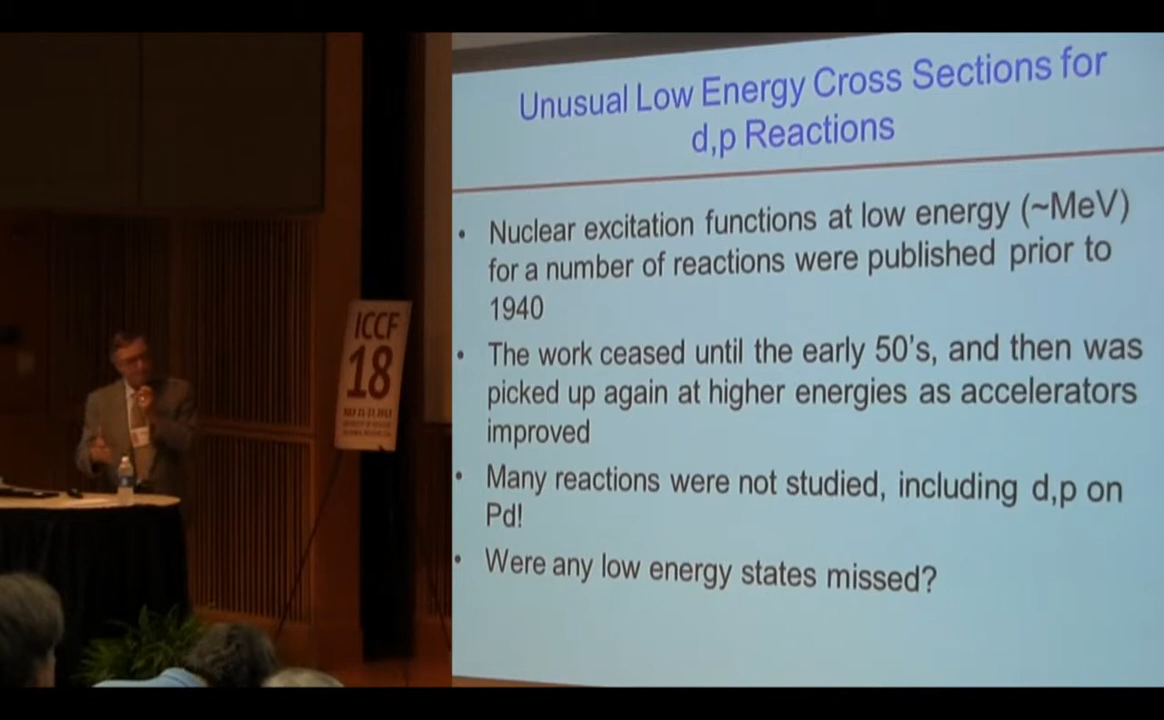 Unusual Low Energy Cross Sections for
d,p Reactions
• Nuclear excitation functions at low energy (~MeV)
for a number of reactions were published prior to
1940
• The work ceased until the early 50's, and then was
picked up again at higher energies as accelerators
improved
• Many reactions were not studied, including d,p on
Pd!
• Were any low energy states missed?
ICCF
18